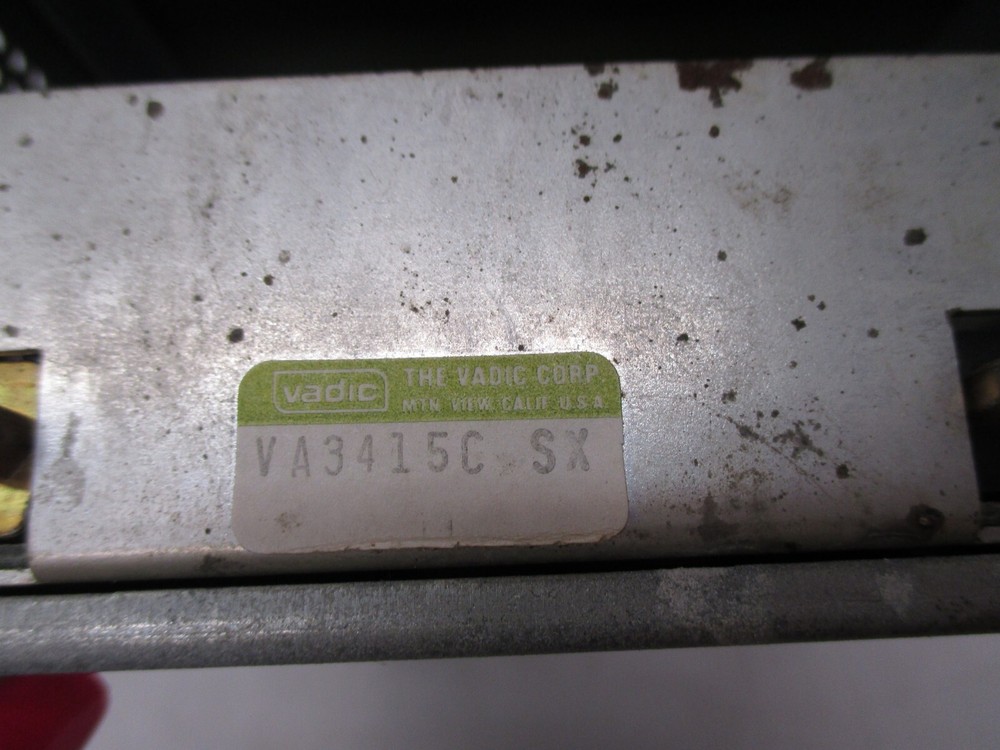 vadic THE VADIC CORP.
MTN. VIEW, CALIF. U.S.A.
VA3415C SX